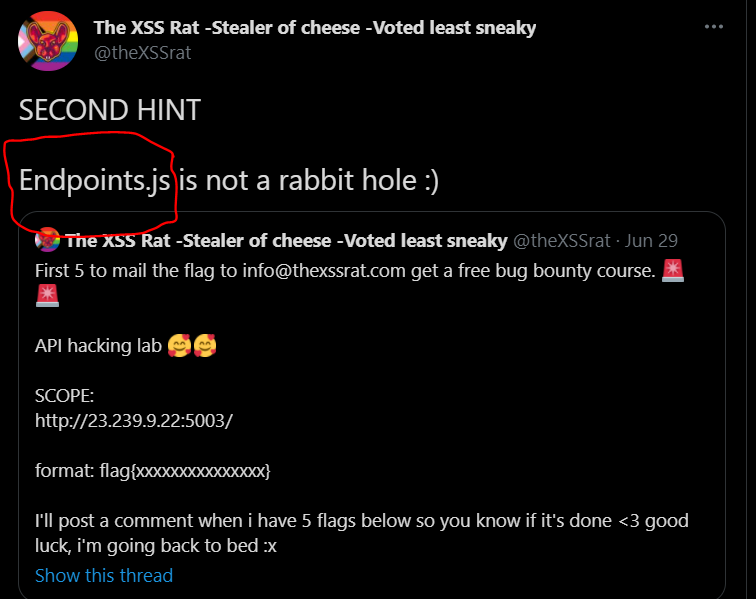 The XSS Rat -Stealer of cheese -Voted least sneaky
@theXSSrat
SECOND HINT
Endpoints.js is not a rabbit hole :)
The XSS Rat -Stealer of cheese -Voted least sneaky @theXSSrat · Jun 29
First 5 to mail the flag to info@thexssrat.com get a free bug bounty course. 🚨
🚨
API hacking lab 🥰🥰
SCOPE:
http://23.239.9.22:5003/
format: flag{xxxxxxxxxxxxxxx}
I'll post a comment when i have 5 flags below so you know if it's done <3 good
luck, i'm going back to bed :x
Show this thread